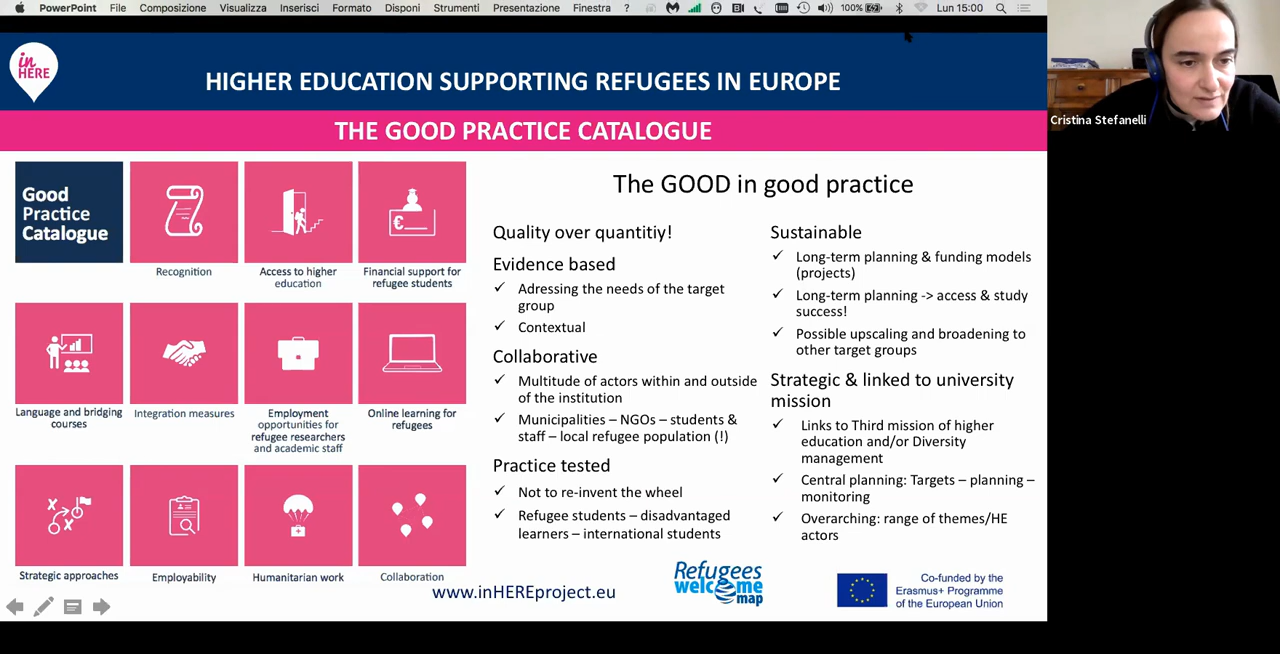 PowerPoint File Composizione Visualizza Inserisci Formato Disponi Strumenti Presentazione Finestra ? 100% Lun 15:00
in
HERE
HIGHER EDUCATION SUPPORTING REFUGEES IN EUROPE
THE GOOD PRACTICE CATALOGUE
Cristina Stefanelli
Good
Practice
Catalogue
Recognition
Access to higher
education
€
Financial support for
refugee students
Language and bridging
courses
Integration measures
Employment
opportunities for
refugee researchers
and academic staff
Online learning for
refugees
Strategic approaches
Employability
Humanitarian work
Collaboration
The GOOD in good practice
Quality over quantitiy!
Evidence based
✓ Adressing the needs of the target
group
✓ Contextual
Collaborative
✓ Multitude of actors within and outside
of the institution
✓ Municipalities – NGOs – students &
staff – local refugee population (!)
Practice tested
✓ Not to re-invent the wheel
✓ Refugee students – disadvantaged
learners – international students
Sustainable
✓ Long-term planning & funding models
(projects)
✓ Long-term planning -> access & study
success!
✓ Possible upscaling and broadening to
other target groups
Strategic & linked to university
mission
✓ Links to Third mission of higher
education and/or Diversity
management
✓ Central planning: Targets – planning –
monitoring
✓ Overarching: range of themes/HE
actors
www.inHEREproject.eu
Refugees
welcome
map
Co-funded by the
Erasmus+ Programme
of the European Union